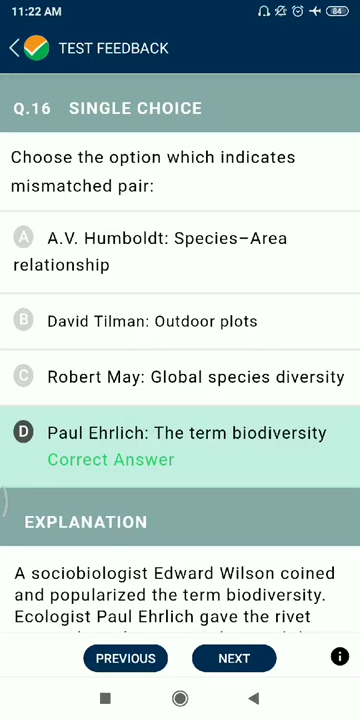 11:22 AM
84
TEST FEEDBACK
Q.16 SINGLE CHOICE
Choose the option which indicates
mismatched pair:
A A.V. Humboldt: Species–Area
relationship
B David Tilman: Outdoor plots
C Robert May: Global species diversity
D Paul Ehrlich: The term biodiversity
Correct Answer
EXPLANATION
A sociobiologist Edward Wilson coined
and popularized the term biodiversity.
Ecologist Paul Ehrlich gave the rivet
PREVIOUS
NEXT